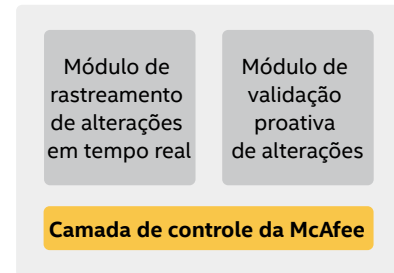 Módulo de
rastreamento
de alterações
em tempo real
Módulo de
validação
proativa
de alterações
Camada de controle da McAfee